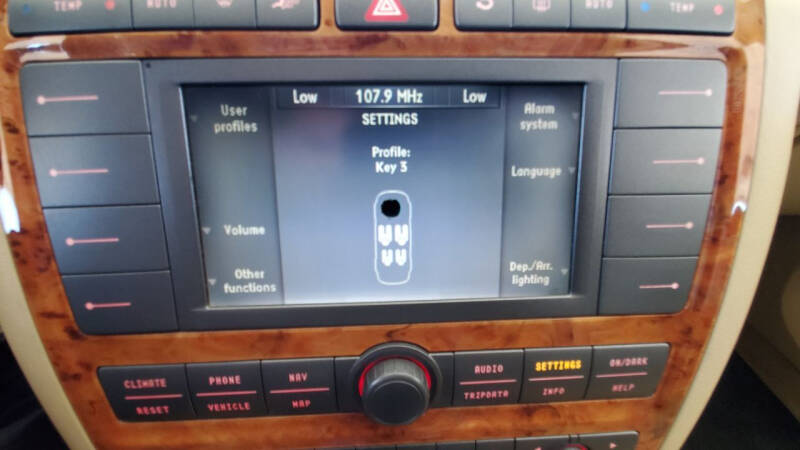 TEMP AUTO AUTO TEMP
Low 107.9 MHz Low
SETTINGS
User
profiles
Alarm
system
Profile:
Key 3
Language
Volume
Other
functions
Dep./Arr.
lighting
CLIMATE PHONE NAV AUDIO SETTINGS ON/DARK
RESET VEHICLE MAP TRIPDATA INFO HELP